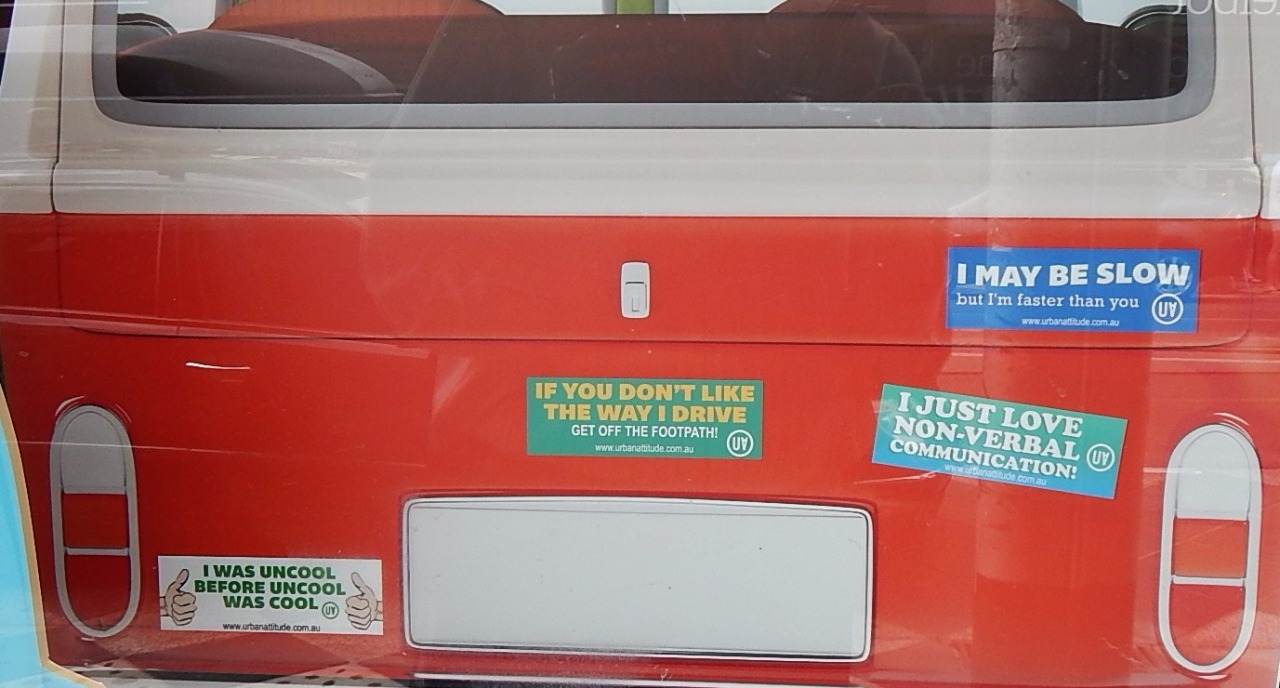 I MAY BE SLOW
but I'm faster than you
UA
www.urbanattitude.com.au
IF YOU DON'T LIKE
THE WAY I DRIVE
GET OFF THE FOOTPATH!
www.urbanattitude.com.au
UA
I JUST LOVE
NON-VERBAL
COMMUNICATION!
www.urbanattitude.com.au
UA
I WAS UNCOOL
BEFORE UNCOOL
WAS COOL
UA
www.urbanattitude.com.au